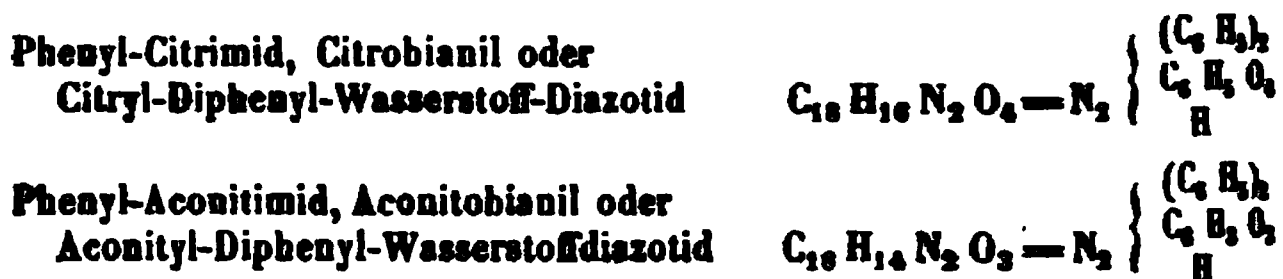 Phenyl-Citrimid, Citrobianil oder
Citryl-Diphenyl-Wasserstoff-Diazotid C₁₈ H₁₆ N₂ O₄ = N₂ { (C₆ H₅)₂
C₆ H₅ O₄
H
Phenyl-Aconitimid, Aconitobianil oder
Aconityl-Diphenyl-Wasserstoffdiazotid C₁₈ H₁₄ N₂ O₃ = N₂ { (C₆ H₅)₂
C₆ H₃ O₃
H